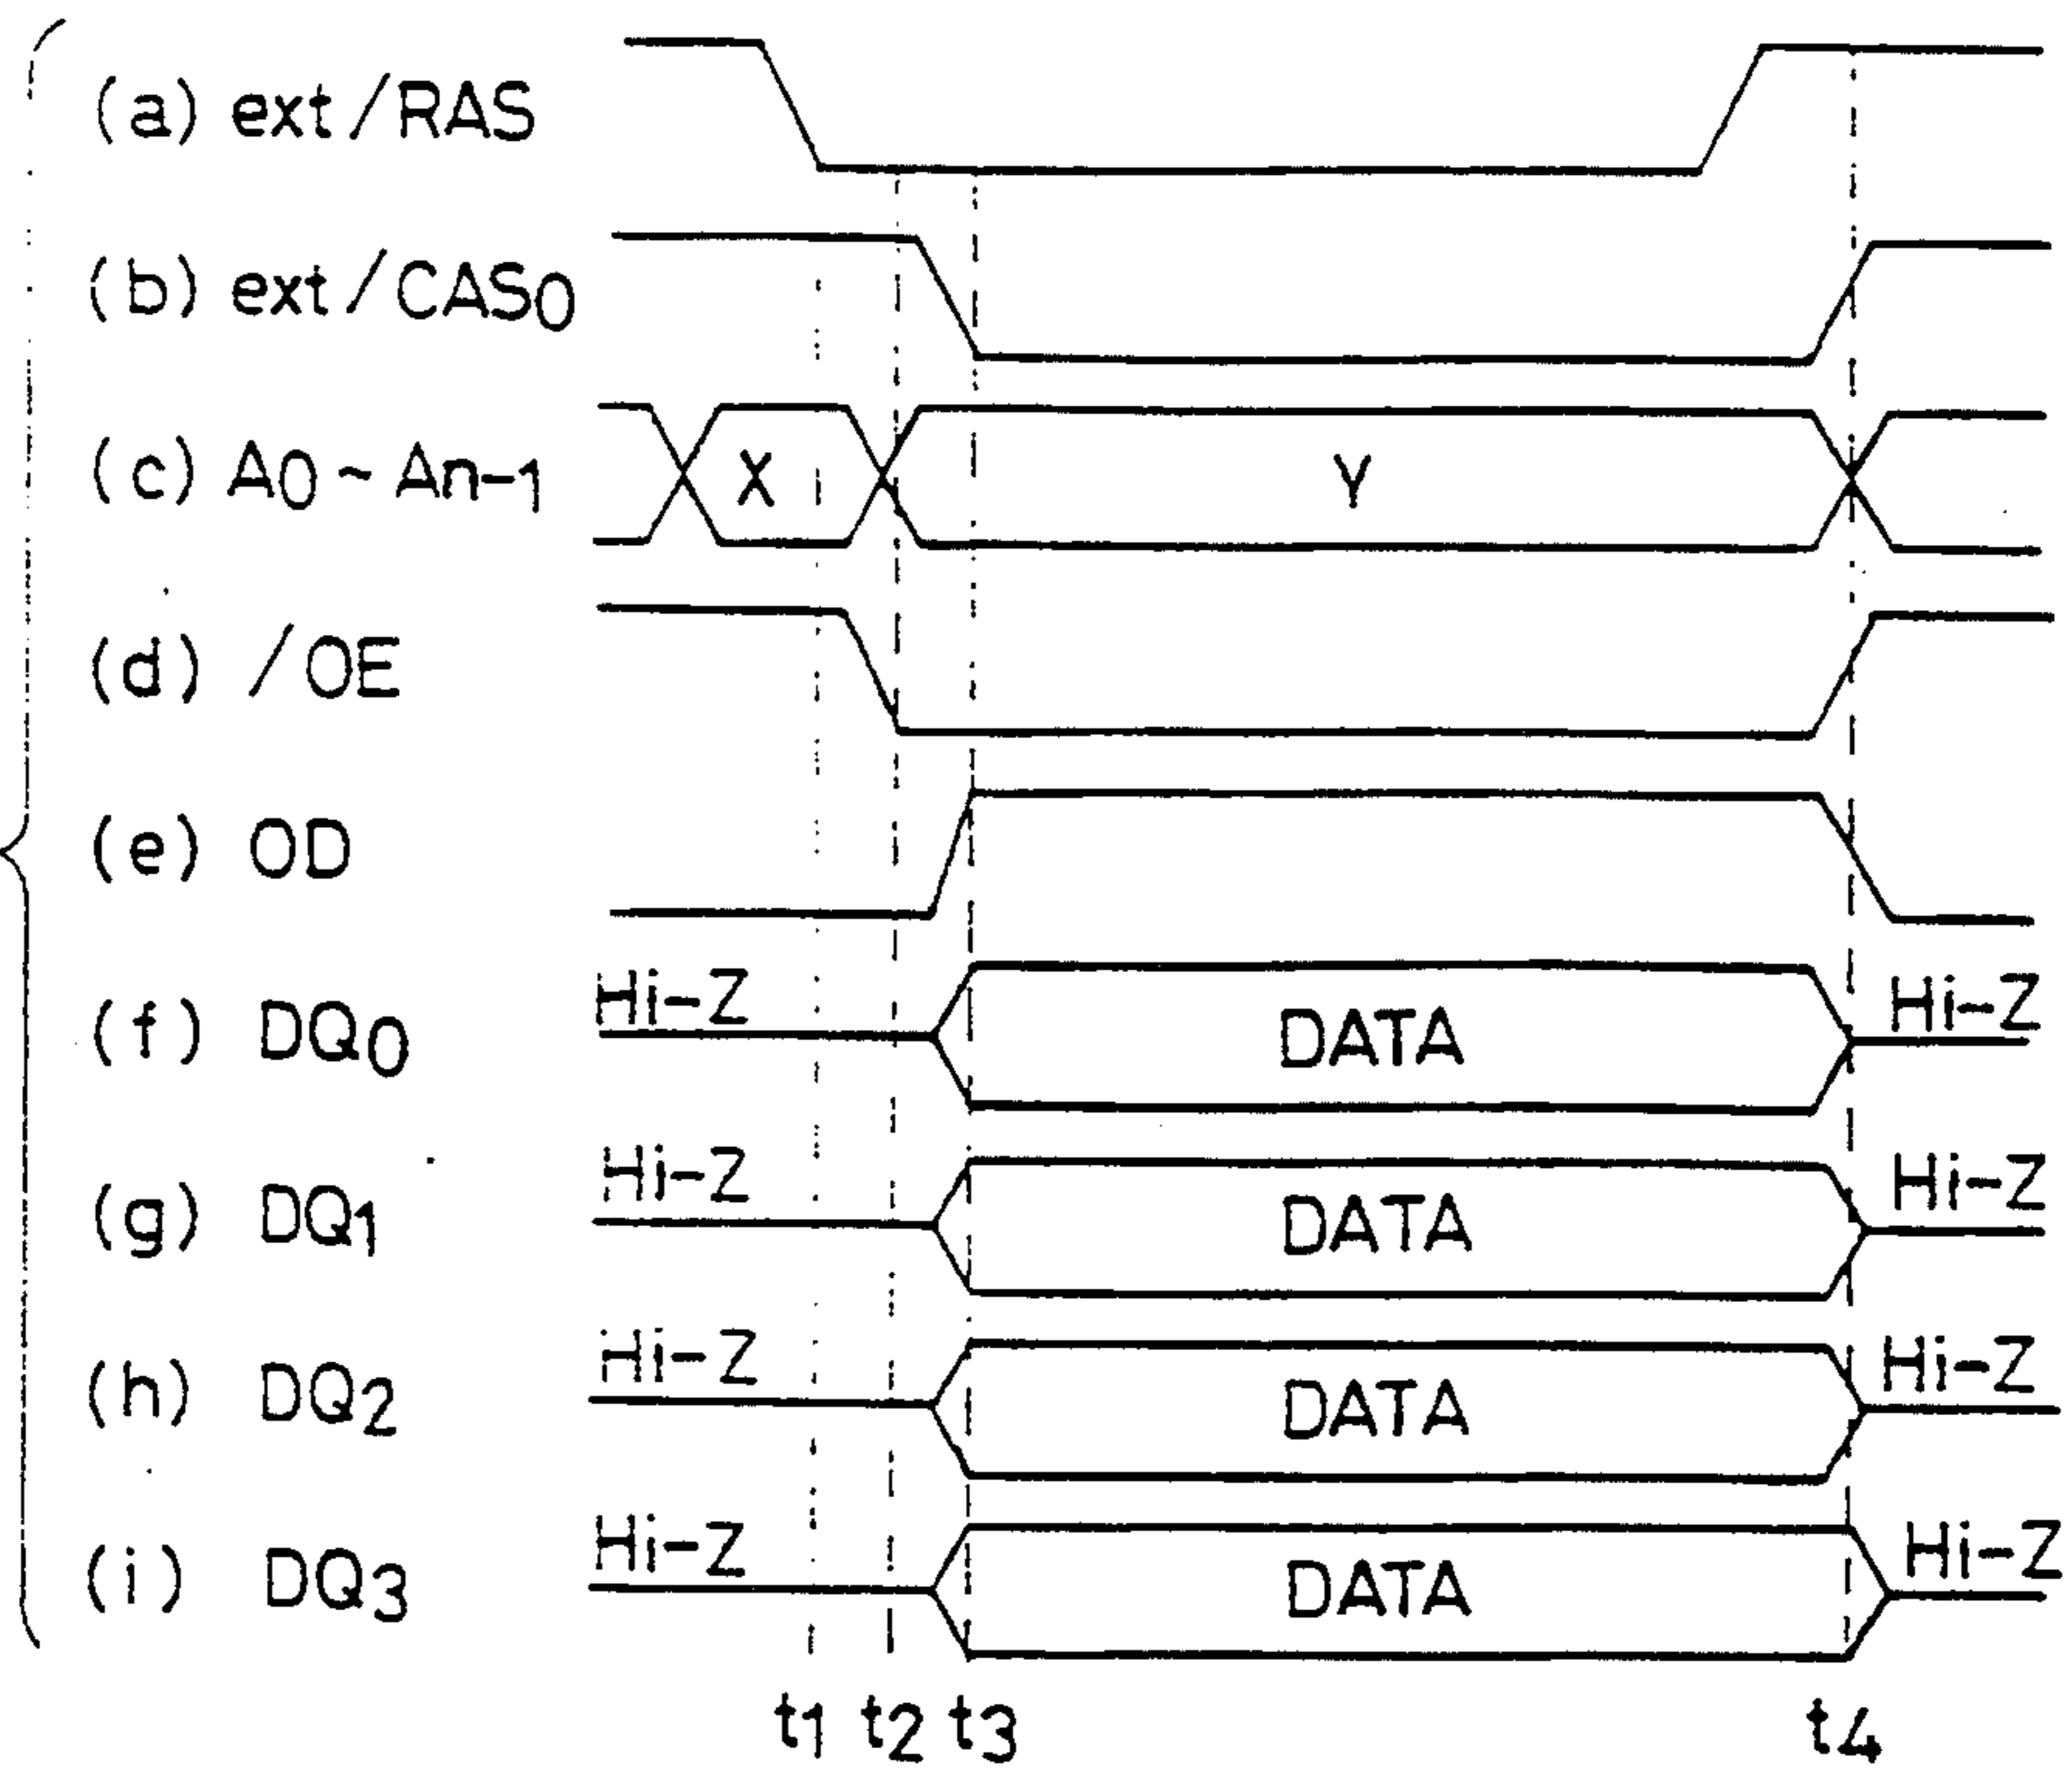 (a) ext/RAS
(b) ext/CAS0
(c) A0~An-1 X Y
(d) /OE
(e) OD
(f) DQ0 Hi-Z DATA Hi-Z
(g) DQ1 Hi-Z DATA Hi-Z
(h) DQ2 Hi-Z DATA Hi-Z
(i) DQ3 Hi-Z DATA Hi-Z
t1 t2 t3 t4